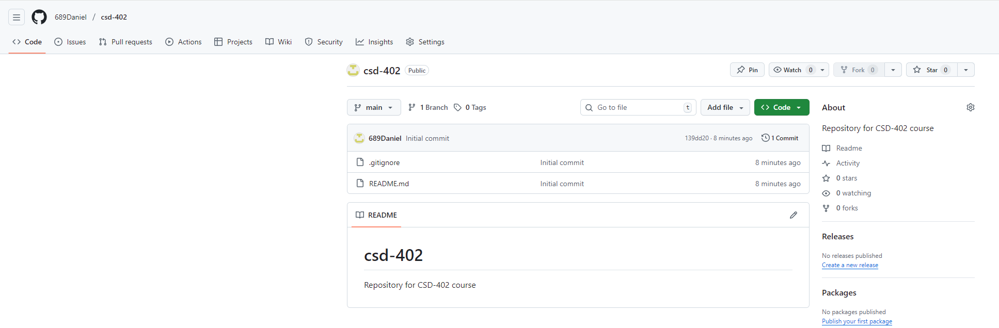 689Daniel / csd-402
Code Issues Pull requests Actions Projects Wiki Security Insights Settings
csd-402 Public Pin Watch 0 Fork 0 Star 0
main 1 Branch 0 Tags Go to file t Add file Code
689Daniel Initial commit 139dd20 · 8 minutes ago 1 Commit
.gitignore Initial commit 8 minutes ago
README.md Initial commit 8 minutes ago
README
csd-402
Repository for CSD-402 course
About
Repository for CSD-402 course
Readme
Activity
0 stars
0 watching
0 forks
Releases
No releases published
Create a new release
Packages
No packages published
Publish your first package